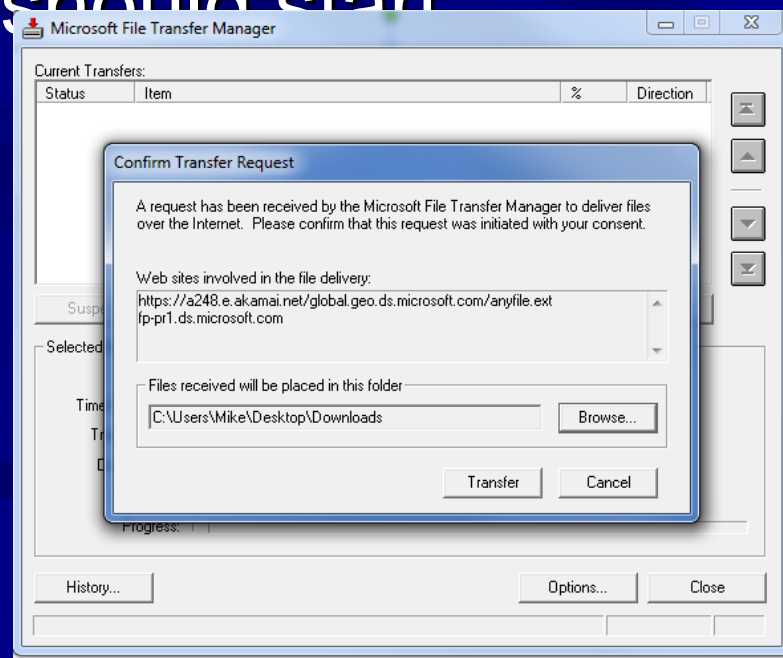 should start
Microsoft File Transfer Manager
Current Transfers:
Status Item % Direction
Confirm Transfer Request
A request has been received by the Microsoft File Transfer Manager to deliver files
over the Internet. Please confirm that this request was initiated with your consent.
Web sites involved in the file delivery:
https://a248.e.akamai.net/global.geo.ds.microsoft.com/anyfile.ext
fp-pr1.ds.microsoft.com
Selected
Files received will be placed in this folder
C:\Users\Mike\Desktop\Downloads Browse...
Time
Transfer Cancel
Progress:
History... Options... Close